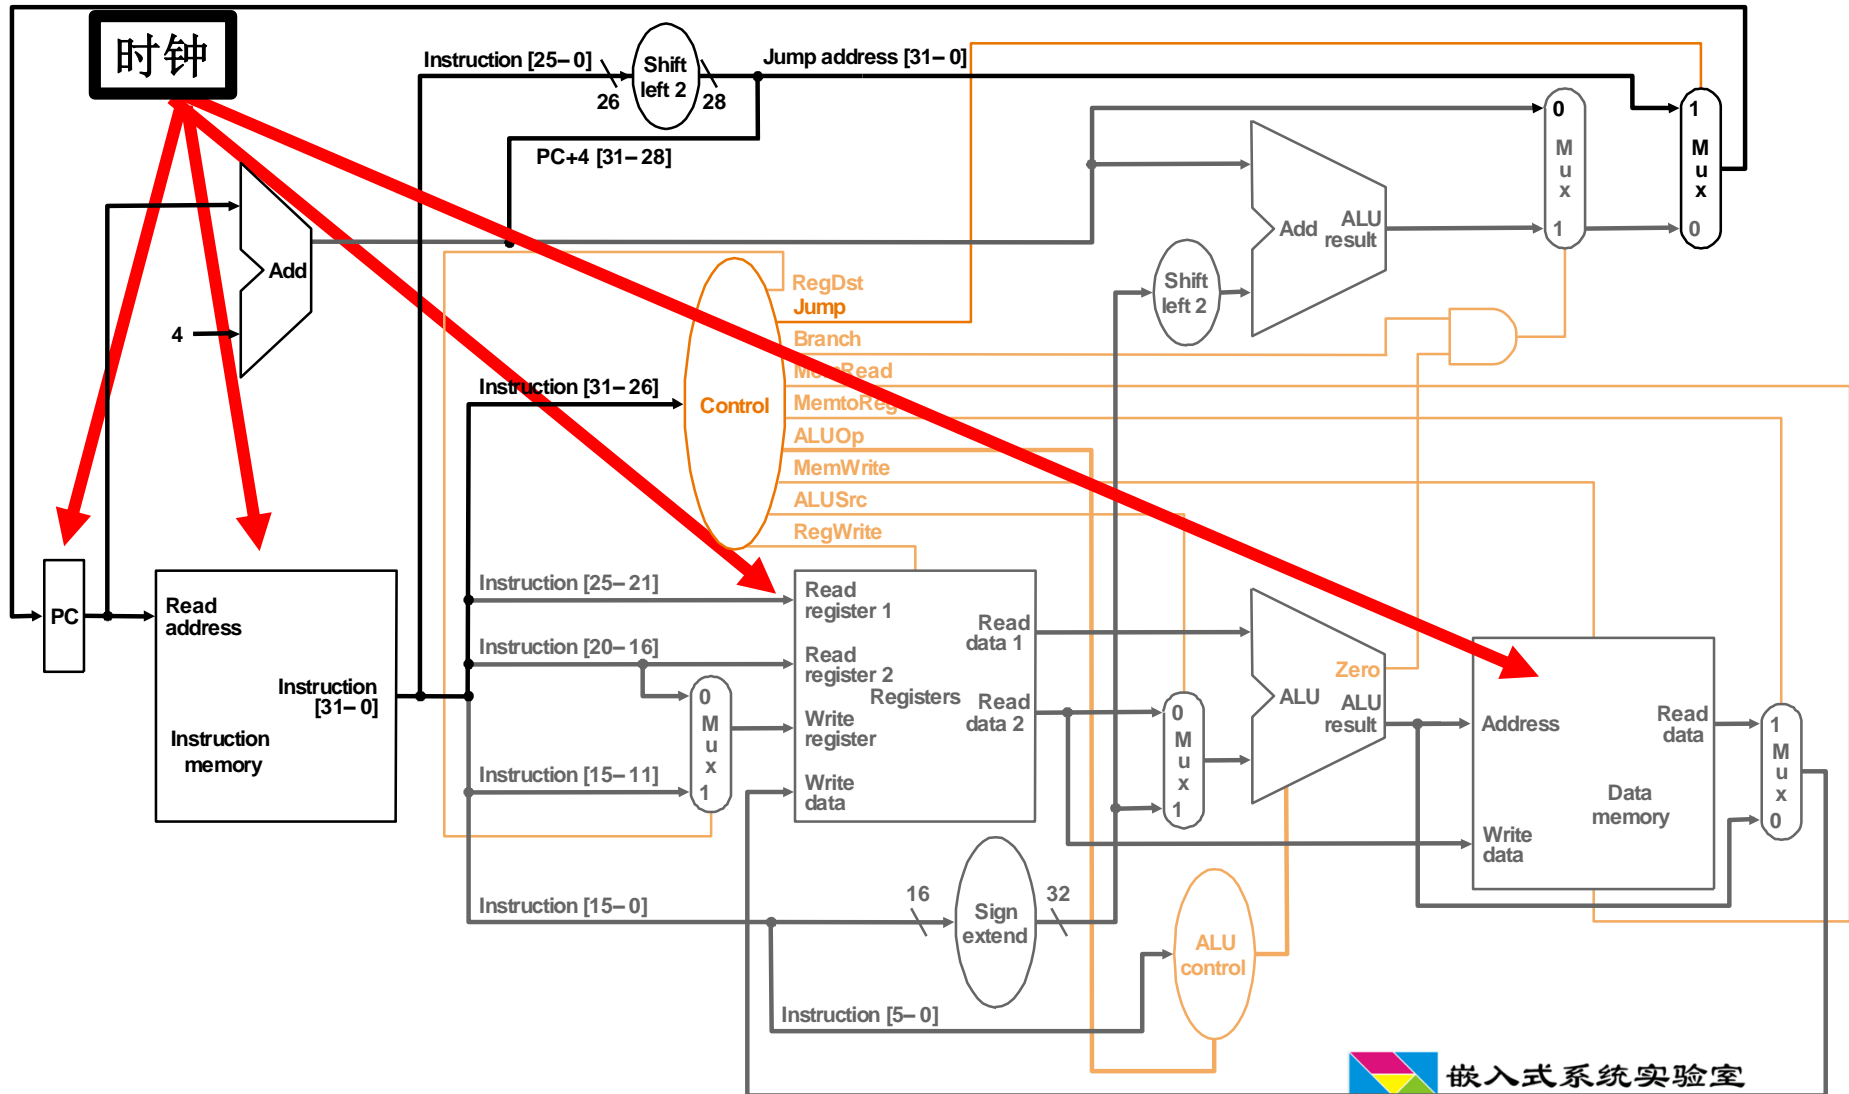 时钟
Instruction [25–0]
26
Shift
left 2
28
Jump address [31–0]
PC+4 [31–28]
Add
4
Add
ALU
result
Shift
left 2
0
M
u
x
1
1
M
u
x
0
RegDst
Jump
Branch
MemRead
MemtoReg
ALUOp
MemWrite
ALUSrc
RegWrite
Control
Instruction [31–26]
PC
Read
address
Instruction
[31–0]
Instruction
memory
Instruction [25–21]
Instruction [20–16]
Instruction [15–11]
Instruction [15–0]
Instruction [5–0]
0
M
u
x
1
Read
register 1
Read
register 2
Write
register
Write
data
Registers
Read
data 1
Read
data 2
16
Sign
extend
32
0
M
u
x
1
ALU
Zero
ALU
result
ALU
control
Address
Write
data
Read
data
Data
memory
1
M
u
x
0
嵌入式系统实验室